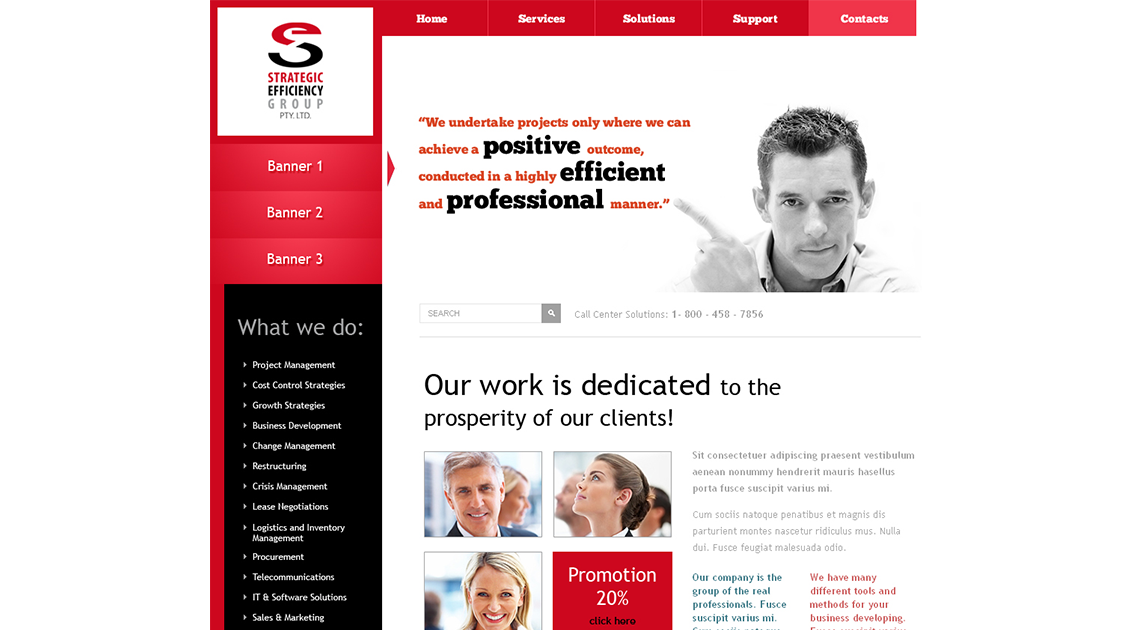 Home
Services
Solutions
Support
Contacts
STRATEGIC
EFFICIENCY
GROUP
PTY. LTD.
Banner 1
Banner 2
Banner 3
What we do:
Project Management
Cost Control Strategies
Growth Strategies
Business Development
Change Management
Restructuring
Crisis Management
Lease Negotiations
Logistics and Inventory
Management
Procurement
Telecommunications
IT & Software Solutions
Sales & Marketing
“We undertake projects only where we can
achieve a positive outcome,
conducted in a highly efficient
and professional manner.”
SEARCH
Call Center Solutions: 1- 800 - 458 - 7856
Our work is dedicated to the
prosperity of our clients!
Sit consectetuer adipiscing praesent vestibulum
aenean nonummy hendrerit mauris hasellus
porta fusce suscipit varius mi.
Cum sociis natoque penatibus et magnis dis
parturient montes nascetur ridiculus mus. Nulla
dui. Fusce feugiat malesuada odio.
Promotion
20%
click here
Our company is the
group of the real
professionals. Fusce
suscipit varius mi.
We have many
different tools and
methods for your
business developing.